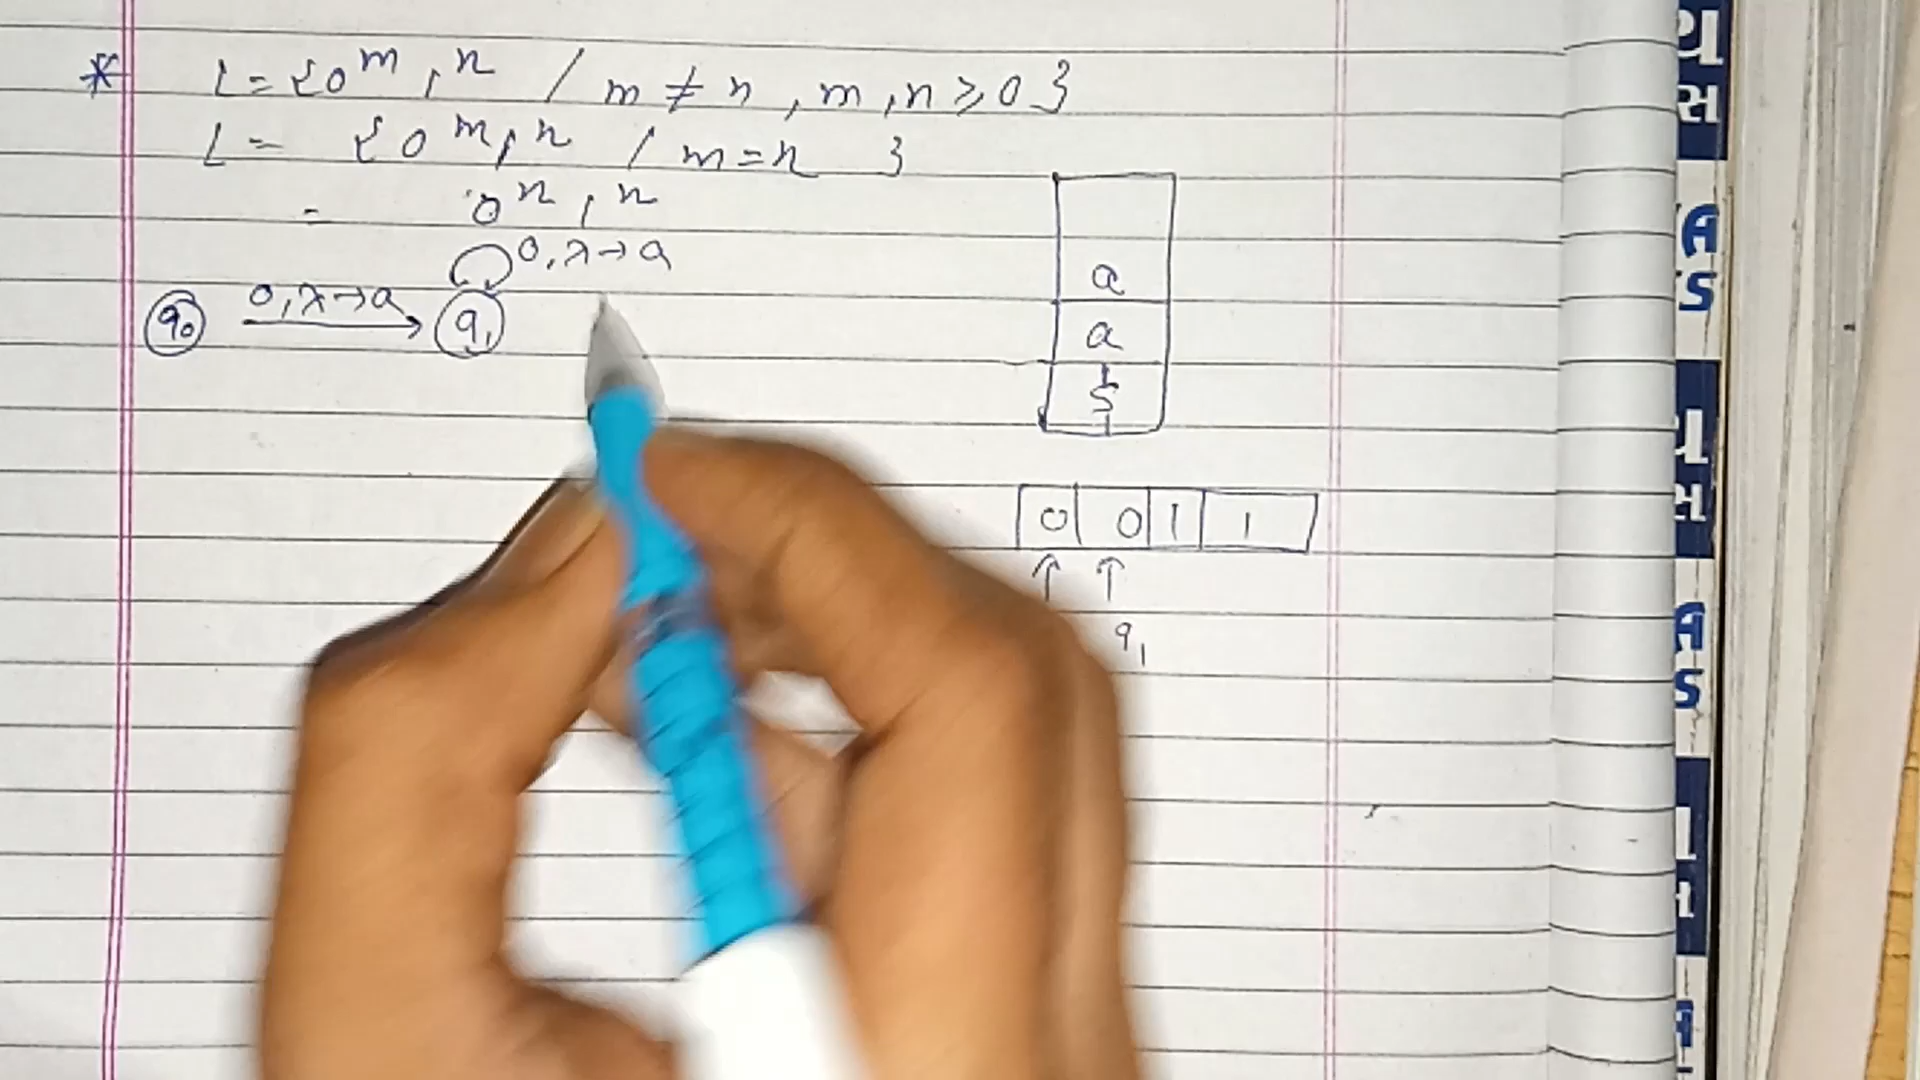 * L = {0^m 1^n / m ≠ n, m, n ≥ 0}
L = {0^m 1^n / m = n }
= 0^n 1^n
0, λ → a
q0 0, λ → a q1
a
a
$
0 0 1 1
↑ ↑
q1